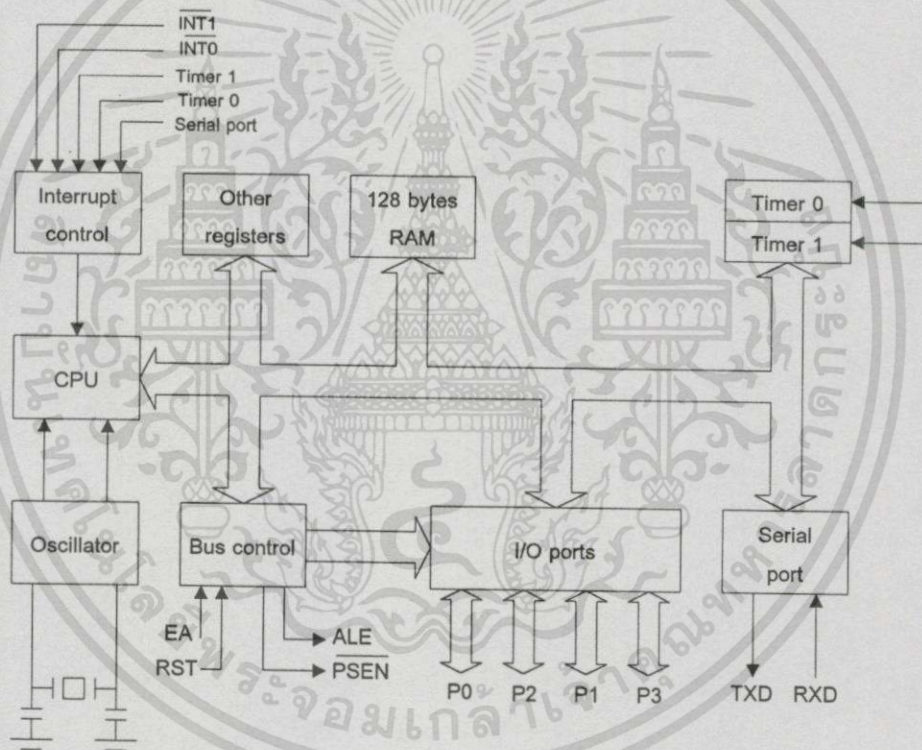 INT1
INT0
Timer 1
Timer 0
Serial port
Interrupt
control
Other
registers
128 bytes
RAM
Timer 0
Timer 1
CPU
Oscillator
Bus control
I/O ports
Serial
port
EA
RST
ALE
PSEN
P0
P2
P1
P3
TXD
RXD